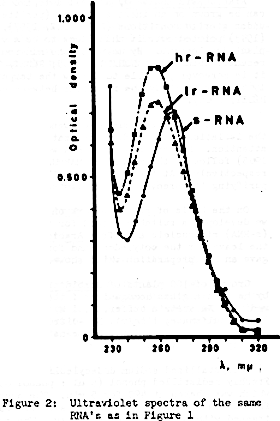 1.000
hr-RNA
lr-RNA
s-RNA
Optical density
0.500
0
230 260 290 320
λ, mμ
Figure 2: Ultraviolet spectra of the same
RNA's as in Figure 1